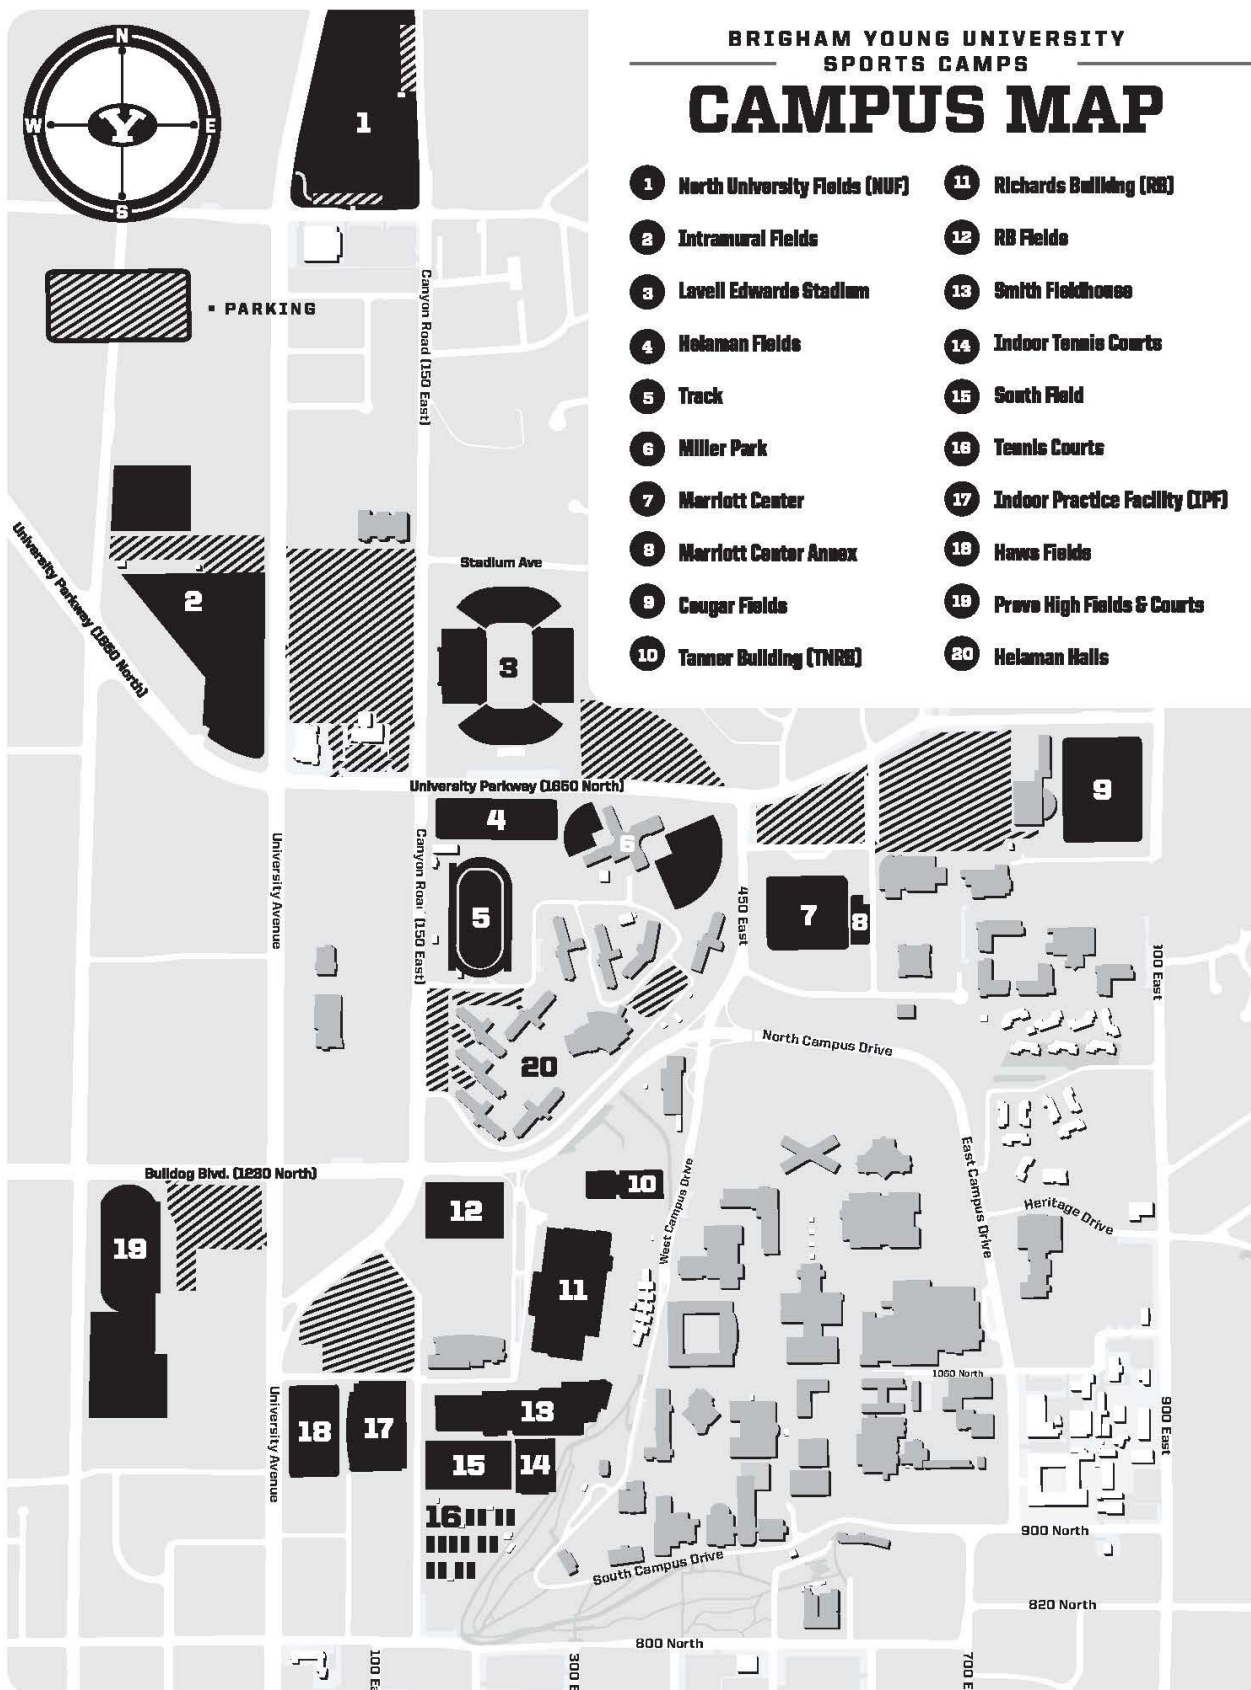 N
W
Y
E
S
PARKING
BRIGHAM YOUNG UNIVERSITY
SPORTS CAMPS
CAMPUS MAP
1 North University Fields (NUF)
2 Intramural Fields
3 Lavell Edwards Stadium
4 Helaman Fields
5 Track
6 Miller Park
7 Marriott Center
8 Marriott Center Annex
9 Cougar Fields
10 Tanner Building (TNRB)
11 Richards Building (RB)
12 RB Fields
13 Smith Fieldhouse
14 Indoor Tennis Courts
15 South Field
16 Tennis Courts
17 Indoor Practice Facility (IPF)
18 Haws Fields
19 Provo High Fields & Courts
20 Helaman Halls
1
Canyon Road (150 East)
University Parkway (1650 North)
2
Stadium Ave
3
University Parkway (1650 North)
4
6
9
University Avenue
Canyon Road (150 East)
5
450 East
7
8
900 East
20
North Campus Drive
Bulldog Blvd. (1230 North)
10
12
West Campus Drive
East Campus Drive
Heritage Drive
19
11
1060 North
University Avenue
18
17
13
15
14
900 East
16
900 North
South Campus Drive
820 North
800 North
100 Ea
300 E
700 E